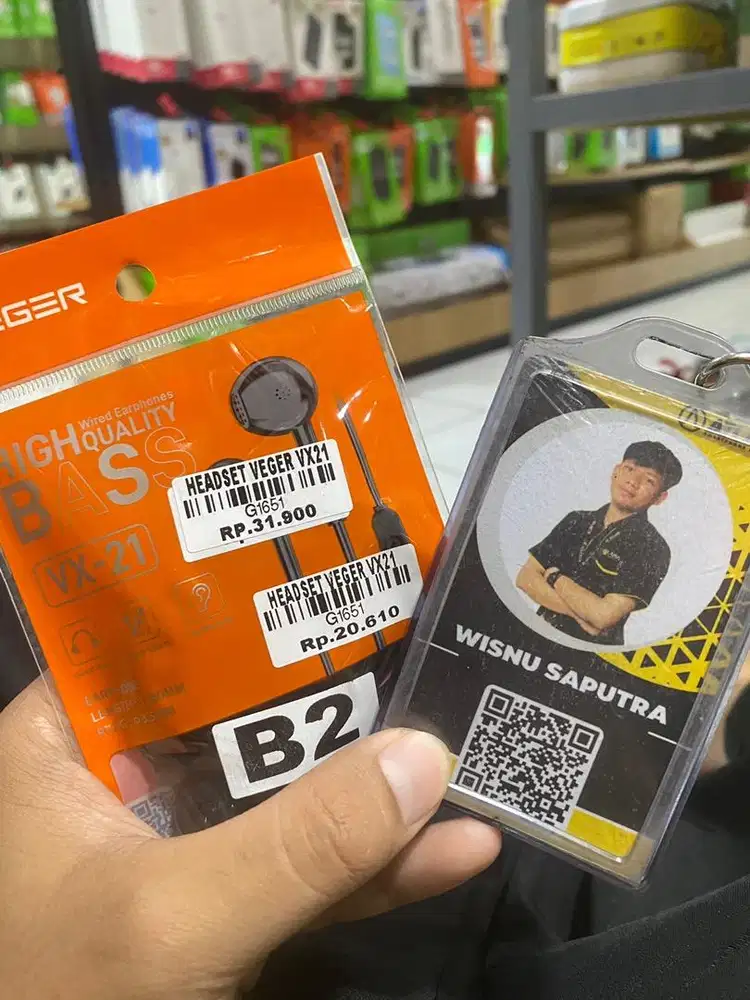 Wired Earphones
HIGH QUALITY
BASS
VX-21
HEADSET VEGER VX21
G1651
RP.31.900
HEADSET VEGER VX21
G1651
Rp.20.610
B2
WISNU SAPUTRA